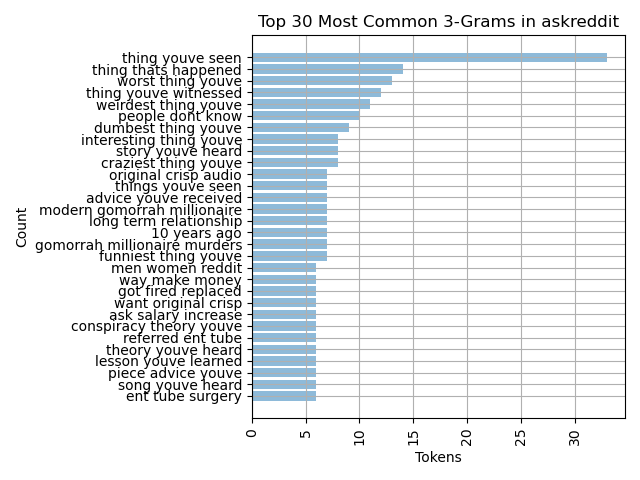 Top 30 Most Common 3-Grams in askreddit
thing youve seen
thing thats happened
worst thing youve
thing youve witnessed
weirdest thing youve
people dont know
dumbest thing youve
interesting thing youve
story youve heard
craziest thing youve
original crisp audio
things youve seen
advice youve received
modern gomorrah millionaire
long term relationship
10 years ago
gomorrah millionaire murders
funniest thing youve
men women reddit
way make money
got fired replaced
want original crisp
ask salary increase
conspiracy theory youve
referred ent tube
theory youve heard
lesson youve learned
piece advice youve
song youve heard
ent tube surgery
Count
0 5 10 15 20 25 30
Tokens